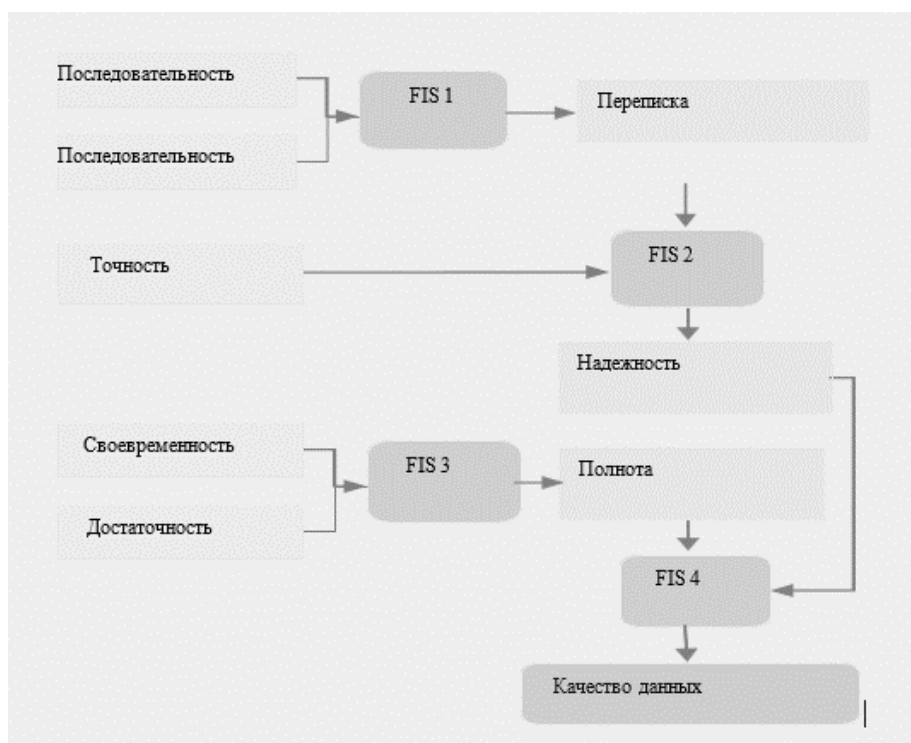 Последовательность
FIS 1
Переписка
Последовательность
Точность
FIS 2
Надежность
Своевременность
FIS 3
Полнота
Достаточность
FIS 4
Качество данных